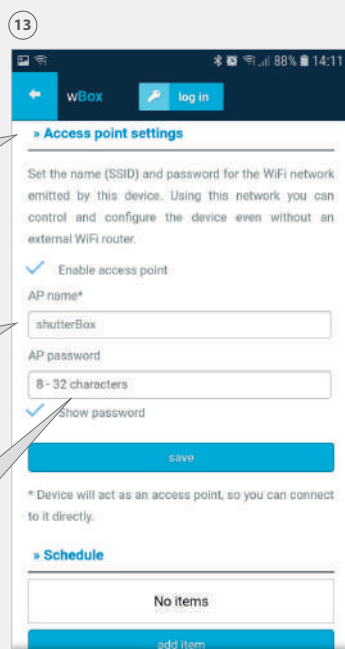 13
88% 14:11
wBox log in
» Access point settings
Set the name (SSID) and password for the WiFi network
emitted by this device. Using this network you can
control and configure the device even without an
external WiFi router.
Enable access point
AP name*
shutterBox
AP password
8 - 32 characters
Show password
save
* Device will act as an access point, so you can connect
to it directly.
» Schedule
No items
add item